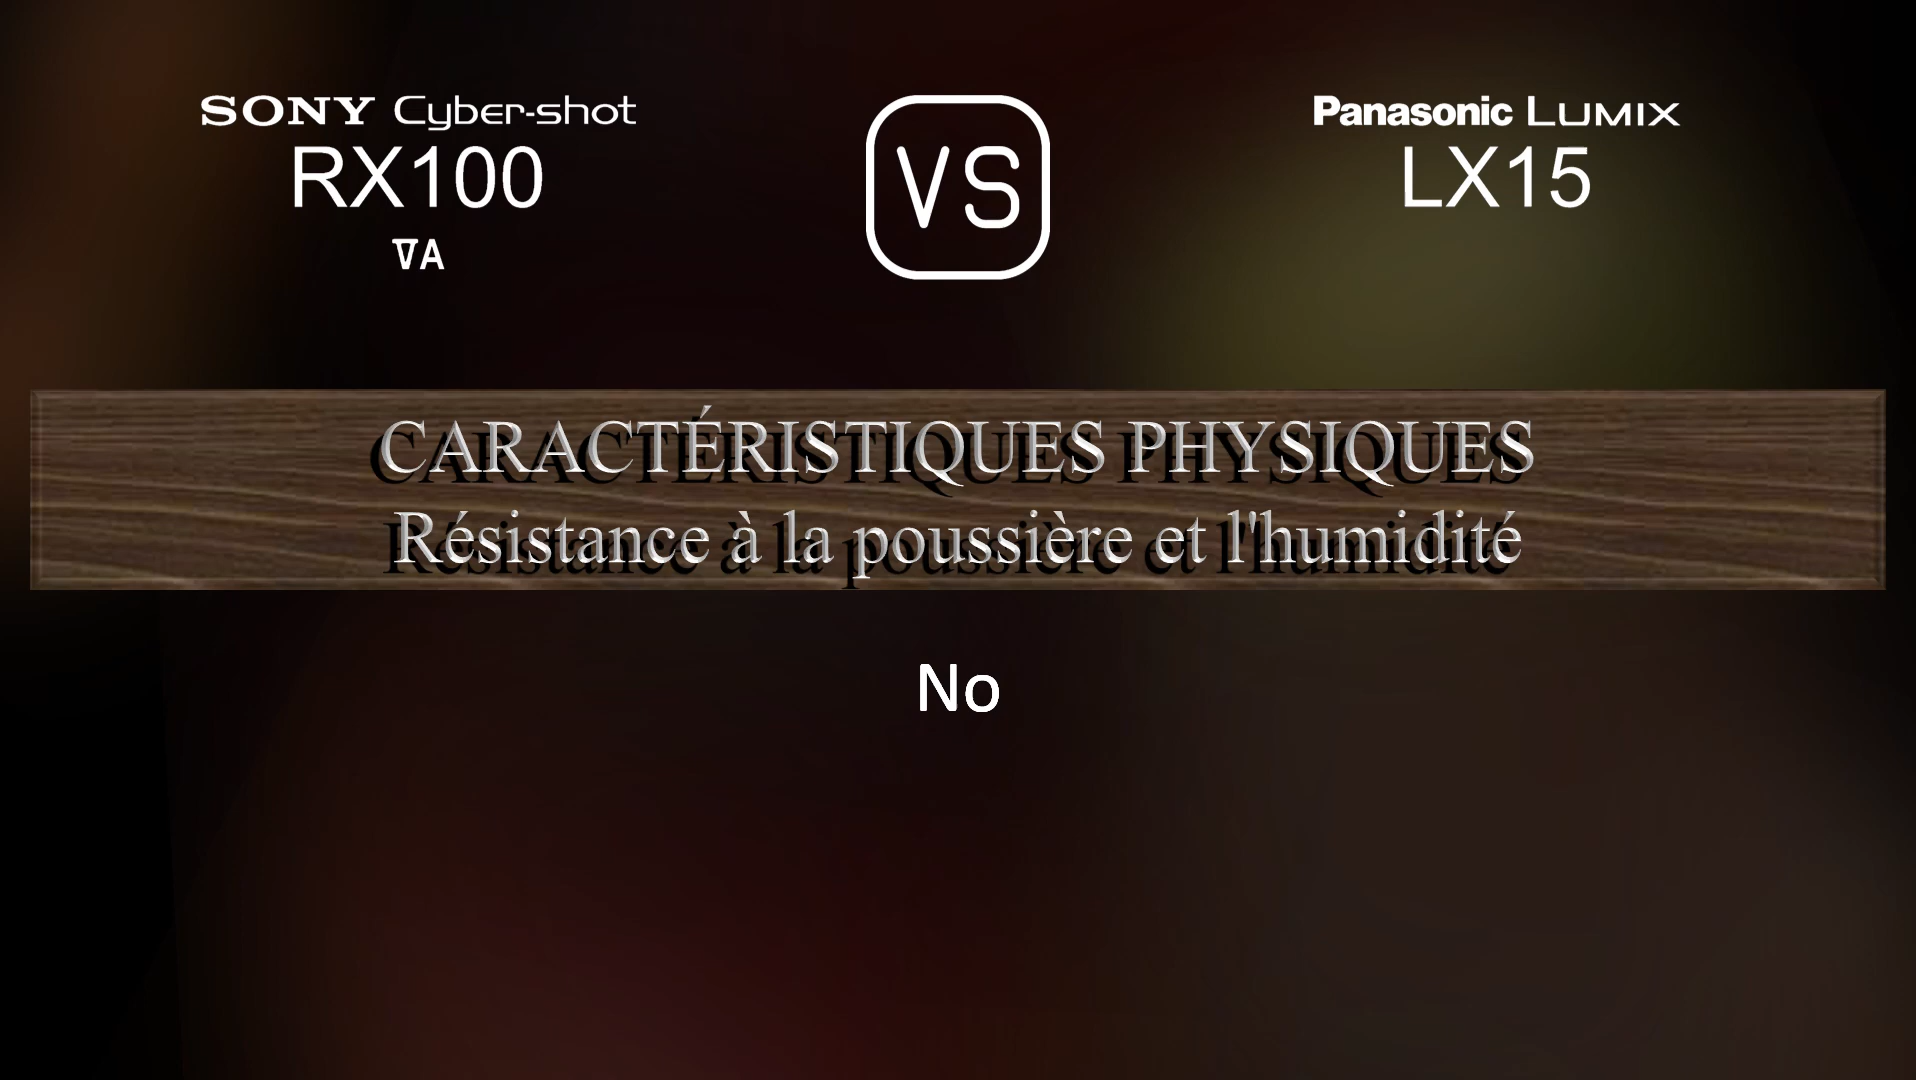 SONY Cyber-shot
RX100
VA
VS
Panasonic LUMIX
LX15
CARACTÉRISTIQUES PHYSIQUES
Résistance à la poussière et l'humidité
No